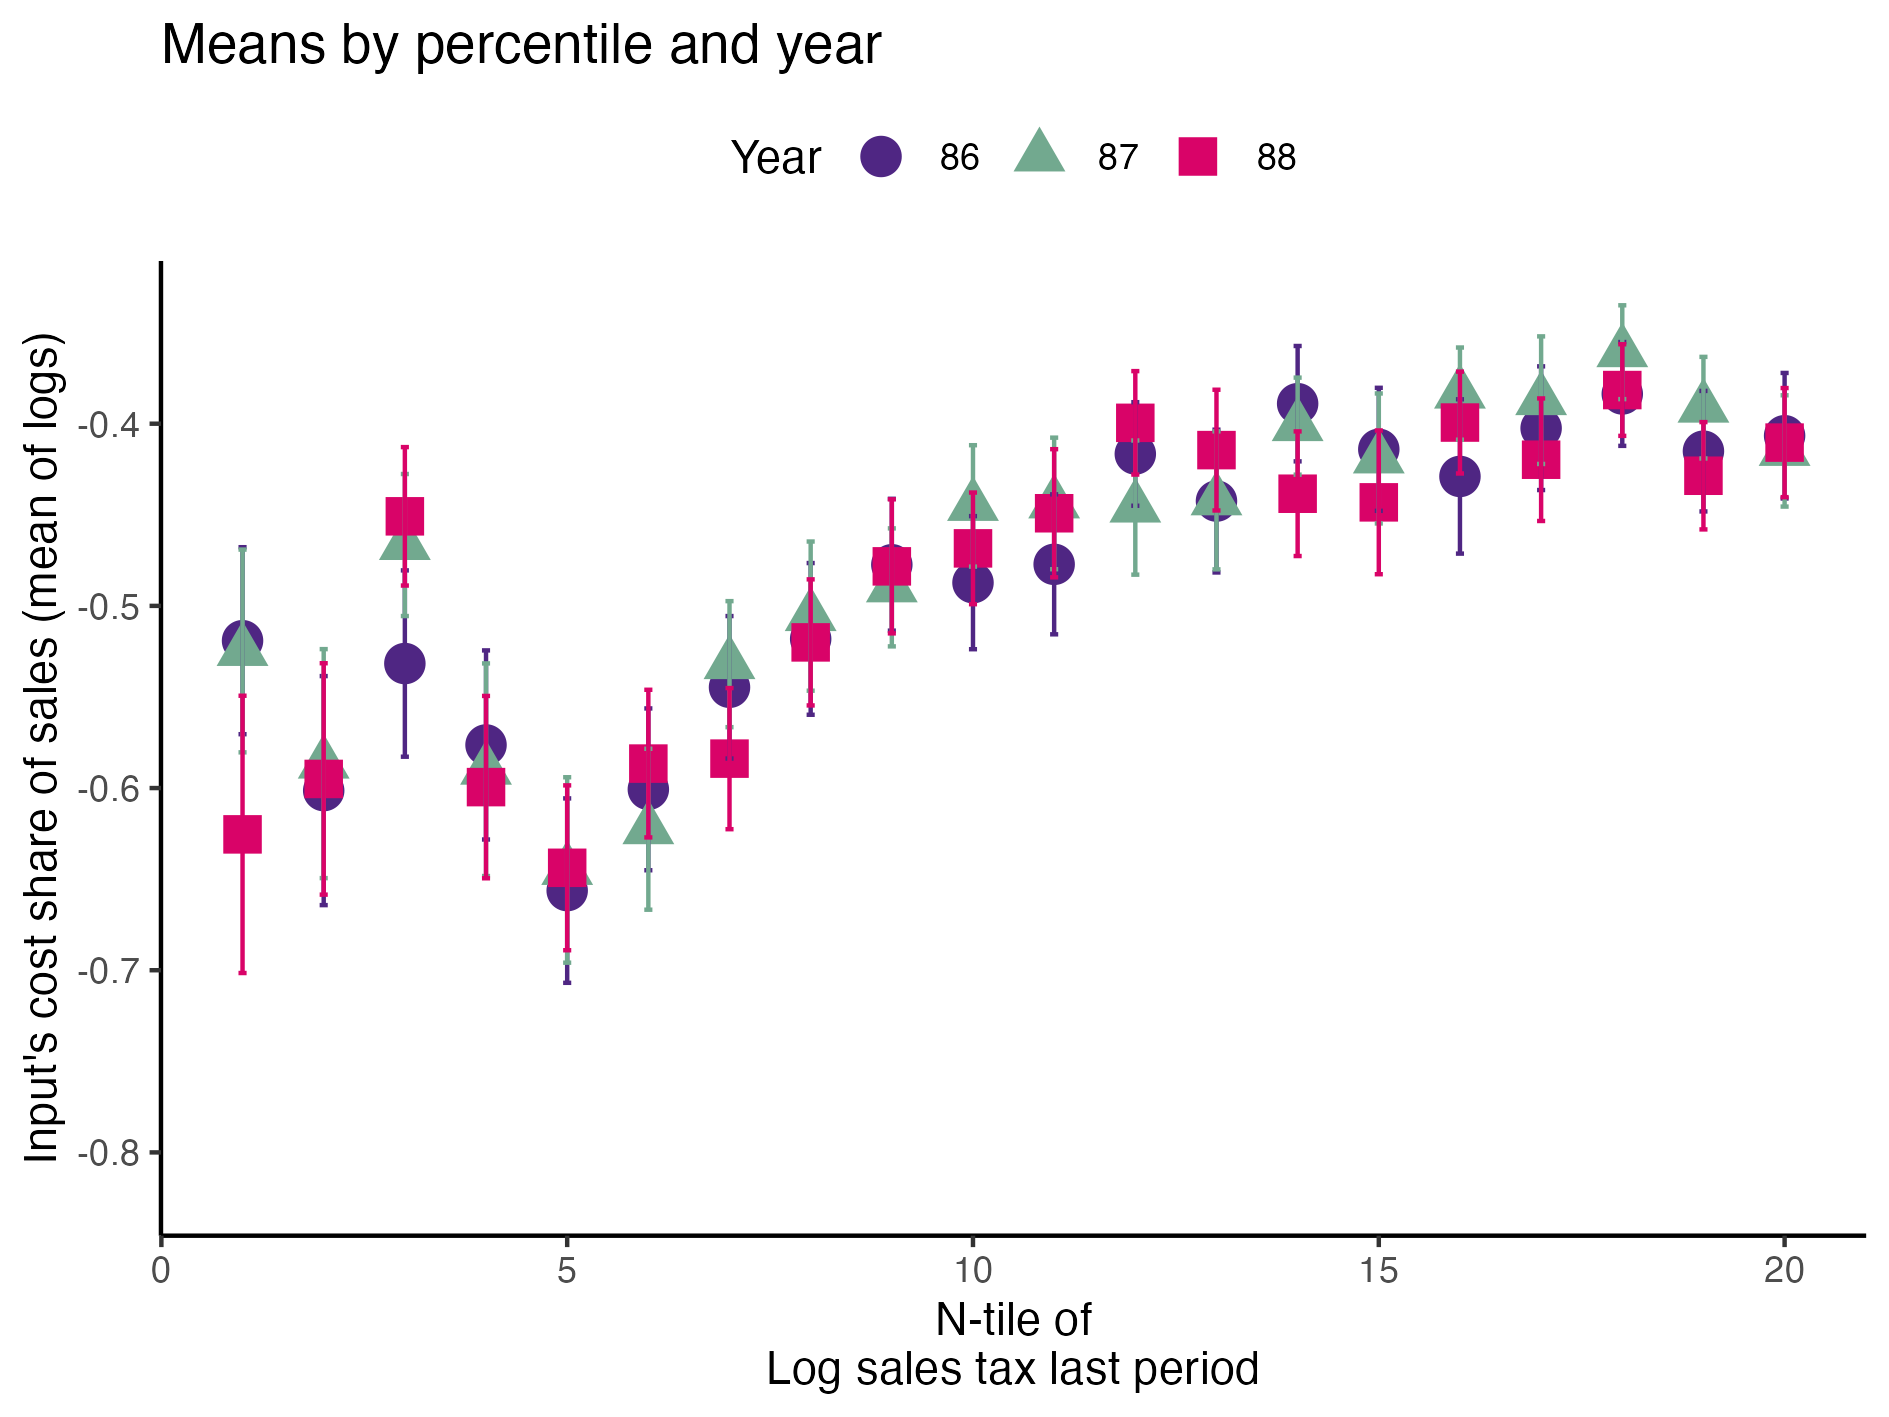 Means by percentile and year
Year 86 87 88
Input's cost share of sales (mean of logs)
-0.4
-0.5
-0.6
-0.7
-0.8
0 5 10 15 20
N-tile of
Log sales tax last period